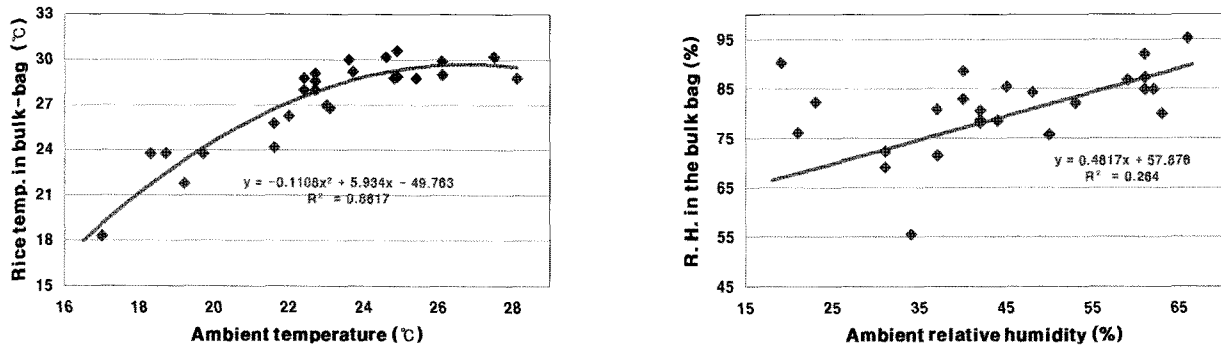 Rice temp. in bulk-bag (℃)
33
30
27
24
21
18
15
y = -0.1108x² + 5.934x - 49.763
R² = 0.8617
16 18 20 22 24 26 28
Ambient temperature (℃)
R. H. in the bulk bag (%)
95
85
75
65
55
45
y = 0.4817x + 57.876
R² = 0.264
15 25 35 45 55 65
Ambient relative humidity (%)